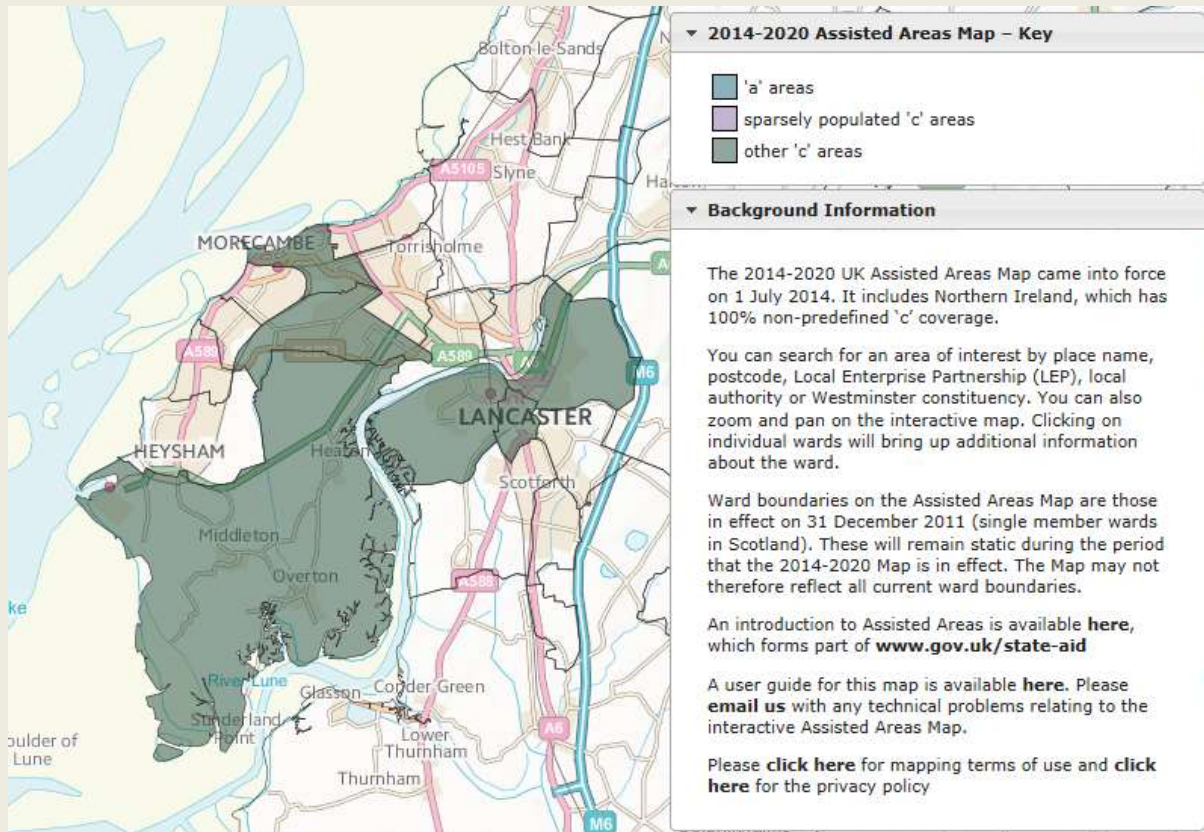 Bolton-le-Sands
Hest Bank
A5105
Slyne
MORECAMBE
Torrisholme
A589
A589
M6
LANCASTER
HEYSHAM
Heaton
Scotforth
Middleton
Overton
A588
River Lune
Glasson
Conder Green
Sunderland
Point
Lower
Thurnham
A6
oulder of
Lune
Thurnham
M6
2014-2020 Assisted Areas Map – Key
'a' areas
sparsely populated 'c' areas
other 'c' areas
Background Information
The 2014-2020 UK Assisted Areas Map came into force
on 1 July 2014. It includes Northern Ireland, which has
100% non-predefined 'c' coverage.
You can search for an area of interest by place name,
postcode, Local Enterprise Partnership (LEP), local
authority or Westminster constituency. You can also
zoom and pan on the interactive map. Clicking on
individual wards will bring up additional information
about the ward.
Ward boundaries on the Assisted Areas Map are those
in effect on 31 December 2011 (single member wards
in Scotland). These will remain static during the period
that the 2014-2020 Map is in effect. The Map may not
therefore reflect all current ward boundaries.
An introduction to Assisted Areas is available here,
which forms part of www.gov.uk/state-aid
A user guide for this map is available here. Please
email us with any technical problems relating to the
interactive Assisted Areas Map.
Please click here for mapping terms of use and click
here for the privacy policy